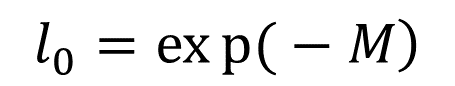 l₀ = exp(−M)